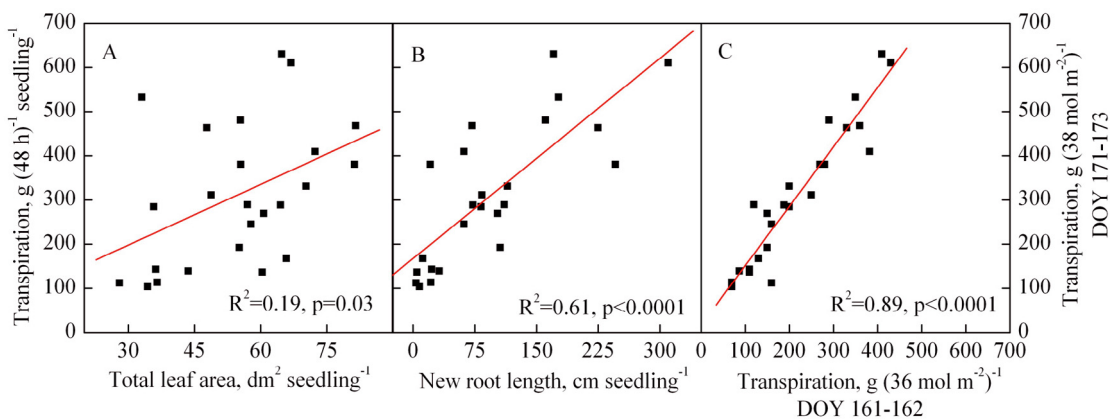 A
B
C
Transpiration, g (48 h)⁻¹ seedling⁻¹
700
600
500
400
300
200
100
0
R²=0.19, p=0.03
R²=0.61, p<0.0001
R²=0.89, p<0.0001
700
600
500
400
300
200
100
0
Transpiration, g (38 mol m⁻²)⁻¹
DOY 171-173
30 45 60 75
0 75 150 225 300
0 100 200 300 400 500 600 700
Total leaf area, dm² seedling⁻¹
New root length, cm seedling⁻¹
Transpiration, g (36 mol m⁻²)⁻¹
DOY 161-162